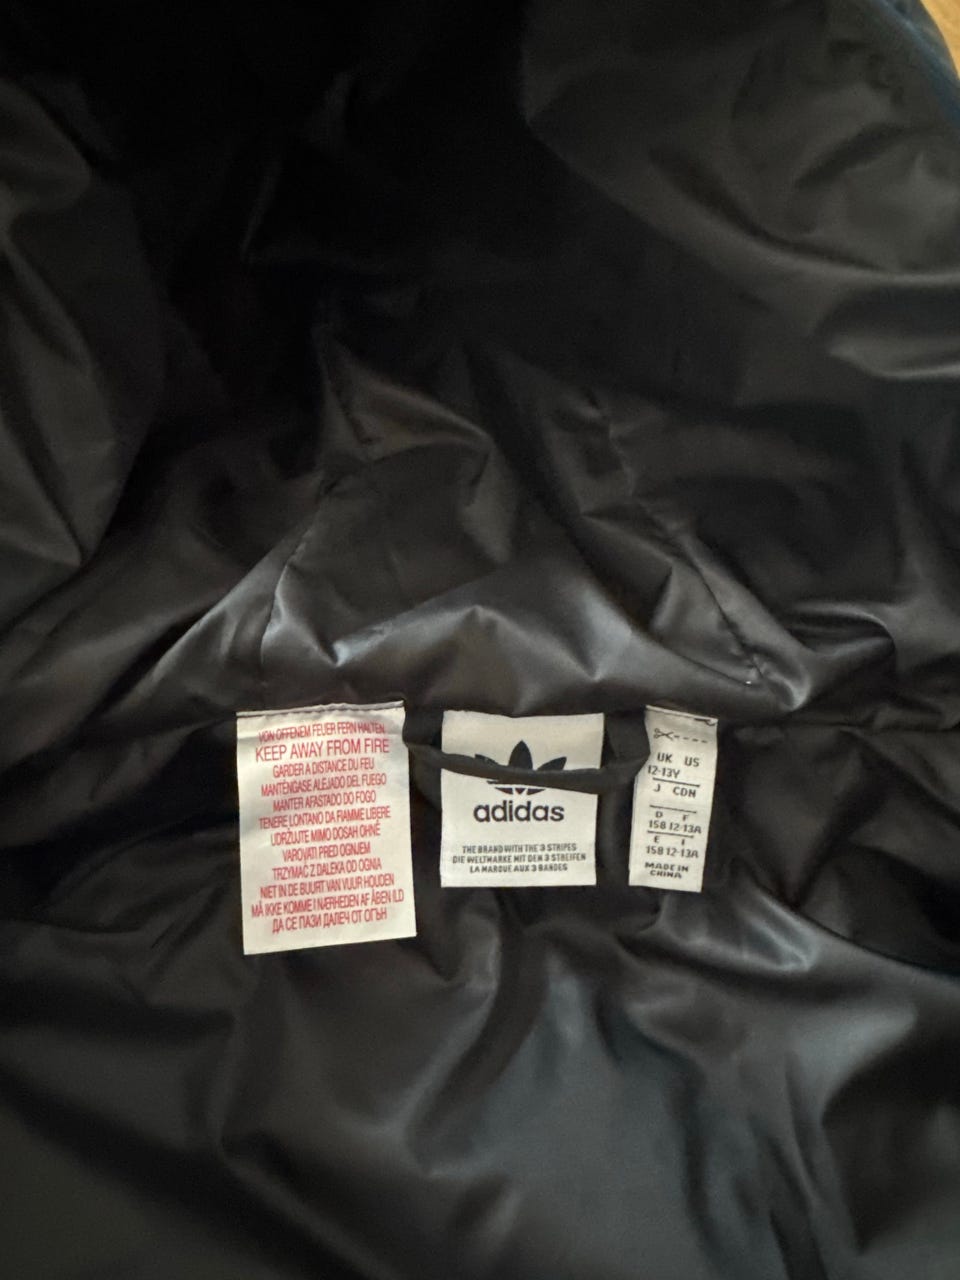 VON OFFENEM FEUER FERN HALTEN
KEEP AWAY FROM FIRE
GARDER A DISTANCE DU FEU
MANTÉNGASE ALEJADO DEL FUEGO
MANTER AFASTADO DO FOGO
TENERE LONTANO DA FIAMME LIBERE
UDRŽUJTE MIMO DOSAH OHNĚ
VAROVATI PRED OGNJEM
TRZYMAĆ Z DALEKA OD OGNIA
NIET IN DE BUURT VAN VUUR HOUDEN
MÅ IKKE KOMME I NÆRHEDEN AF ÅBEN ILD
ДА СЕ ПАЗИ ДАЛЕЧ ОТ ОГЪН
adidas
THE BRAND WITH THE 3 STRIPES
DIE WELTMARKE MIT DEN 3 STREIFEN
LA MARQUE AUX 3 BANDES
UK US
12-13Y
J CDN
D F
158 12-13A
E I
158 12-13A
MADE IN
CHINA